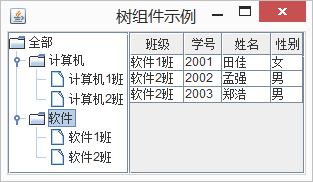 树组件示例
全部
计算机
计算机1班
计算机2班
软件
软件1班
软件2班
班级 学号 姓名 性别
软件1班 2001 田佳 女
软件2班 2002 孟强 男
软件2班 2003 郑浩 男